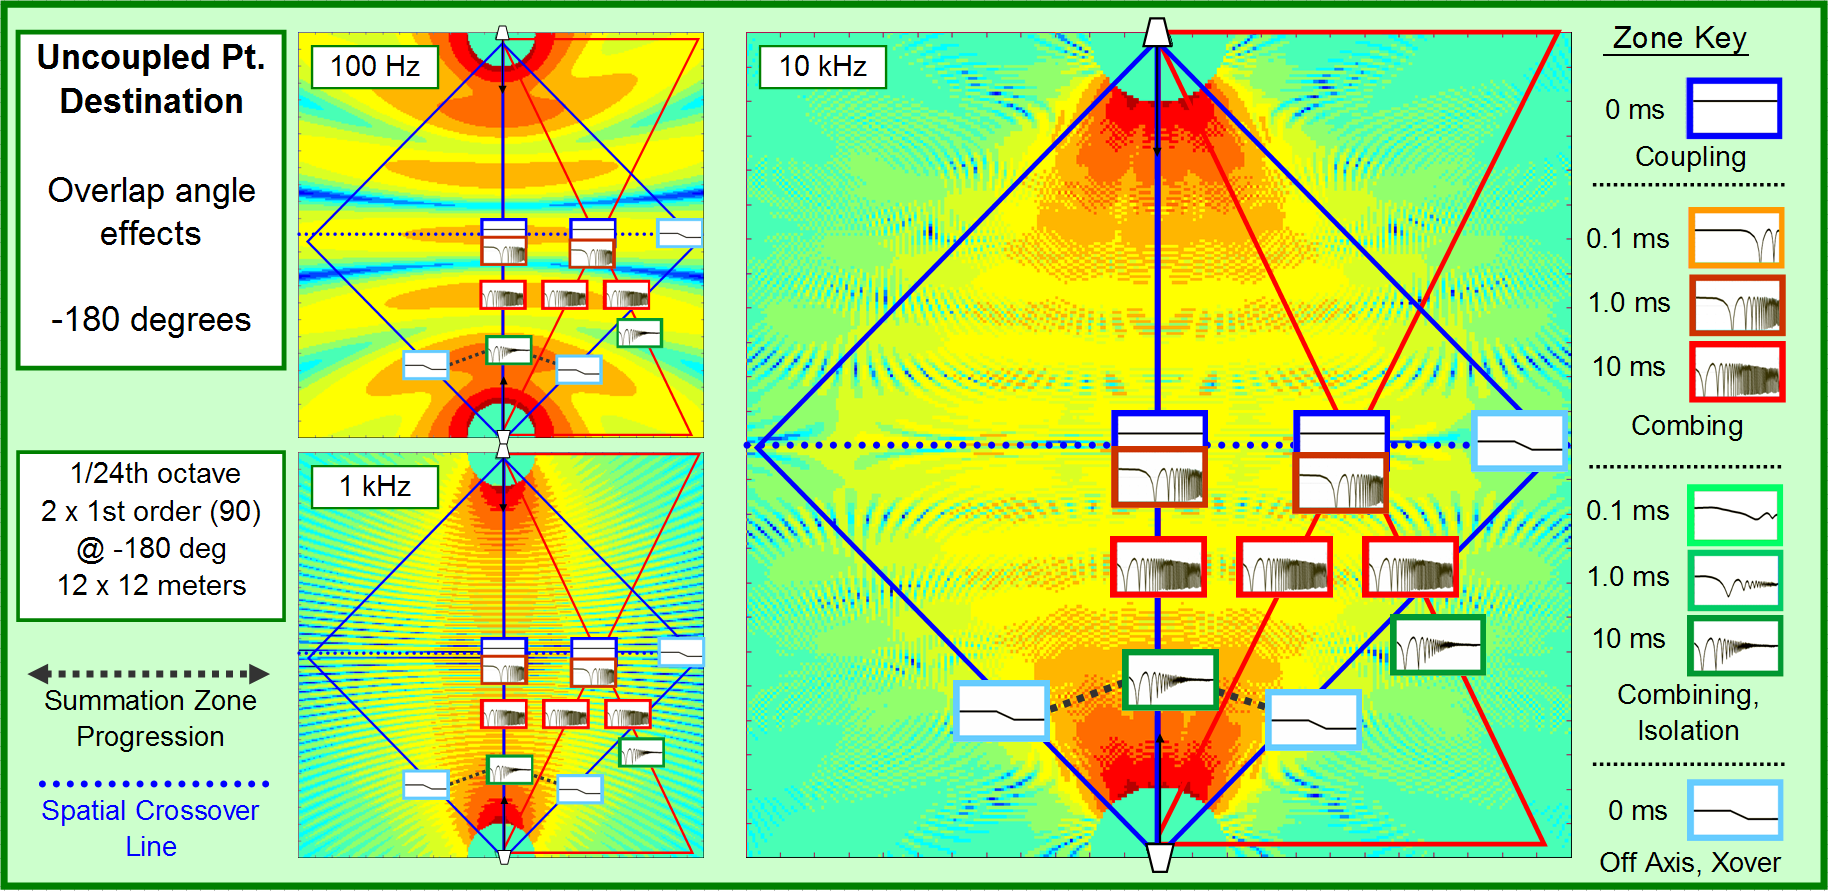 Uncoupled Pt.
Destination
Overlap angle
effects
-180 degrees
1/24th octave
2 x 1st order (90)
@ -180 deg
12 x 12 meters
Summation Zone
Progression
Spatial Crossover
Line
100 Hz
1 kHz
10 kHz
Zone Key
0 ms
Coupling
0.1 ms
1.0 ms
10 ms
Combing
0.1 ms
1.0 ms
10 ms
Combining,
Isolation
0 ms
Off Axis, Xover